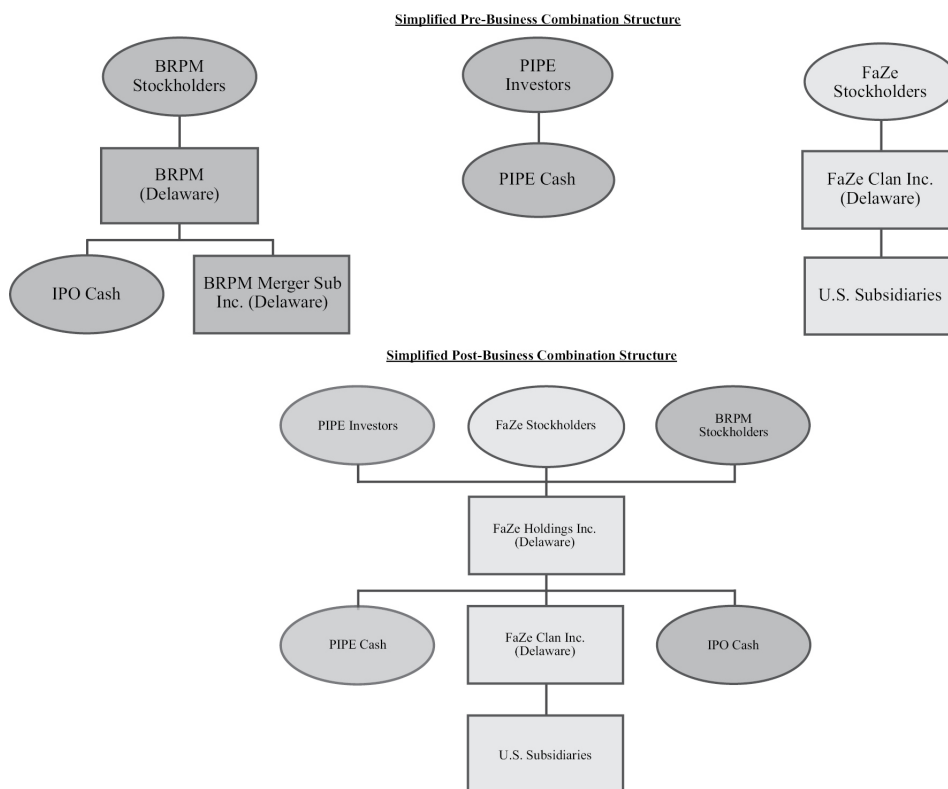 Simplified Pre-Business Combination Structure
BRPM
Stockholders
PIPE
Investors
FaZe
Stockholders
BRPM
(Delaware)
PIPE Cash
FaZe Clan Inc.
(Delaware)
IPO Cash
BRPM Merger Sub
Inc. (Delaware)
U.S. Subsidiaries
Simplified Post-Business Combination Structure
PIPE Investors
FaZe Stockholders
BRPM
Stockholders
FaZe Holdings Inc.
(Delaware)
PIPE Cash
FaZe Clan Inc.
(Delaware)
IPO Cash
U.S. Subsidiaries